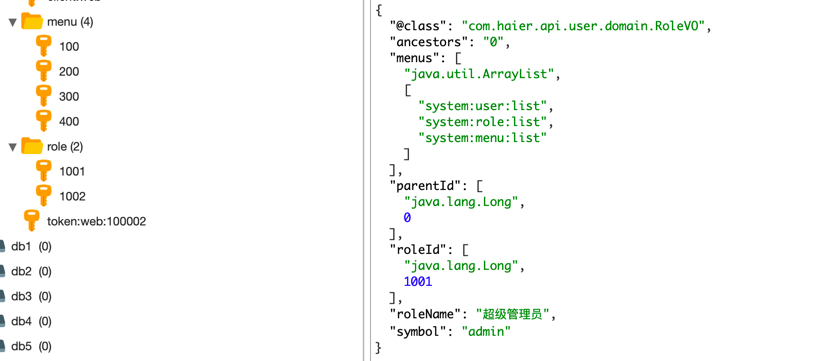 menu (4)
100
200
300
400
role (2)
1001
1002
token:web:100002
db1 (0)
db2 (0)
db3 (0)
db4 (0)
db5 (0)
{
"@class": "com.haier.api.user.domain.RoleVO",
"ancestors": "0",
"menus": [
"java.util.ArrayList",
[
"system:user:list",
"system:role:list",
"system:menu:list"
]
],
"parentId": [
"java.lang.Long",
0
],
"roleId": [
"java.lang.Long",
1001
],
"roleName": "超级管理员",
"symbol": "admin"
}